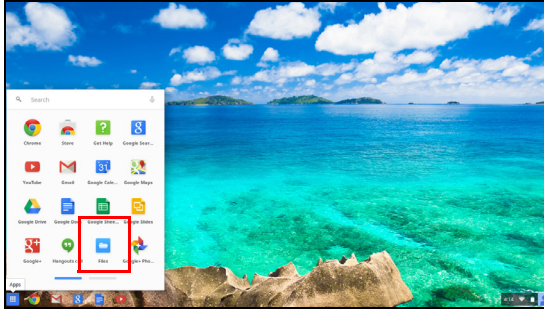 Search
Chrome Store Get Help Google Sear...
31
YouTube Gmail Google Cale... Google Maps
Google Drive Google Do... Google Shee... Google Slides
Google+ Hangouts Files Google+ Pho...
Apps
4:14